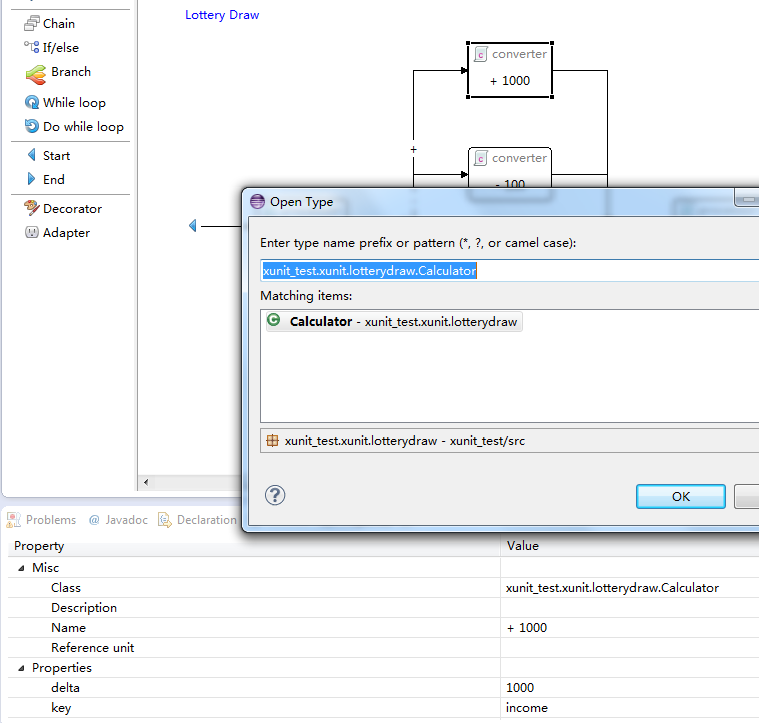 Chain
If/else
Branch
While loop
Do while loop
Start
End
Decorator
Adapter
Lottery Draw
converter
+ 1000
+
converter
- 100
Open Type
Enter type name prefix or pattern (*, ?, or camel case):
xunit_test.xunit.lotterydraw.Calculator
Matching items:
Calculator - xunit_test.xunit.lotterydraw
xunit_test.xunit.lotterydraw - xunit_test/src
OK
Problems @ Javadoc Declaration
Property Value
Misc
Class xunit_test.xunit.lotterydraw.Calculator
Description
Name + 1000
Reference unit
Properties
delta 1000
key income